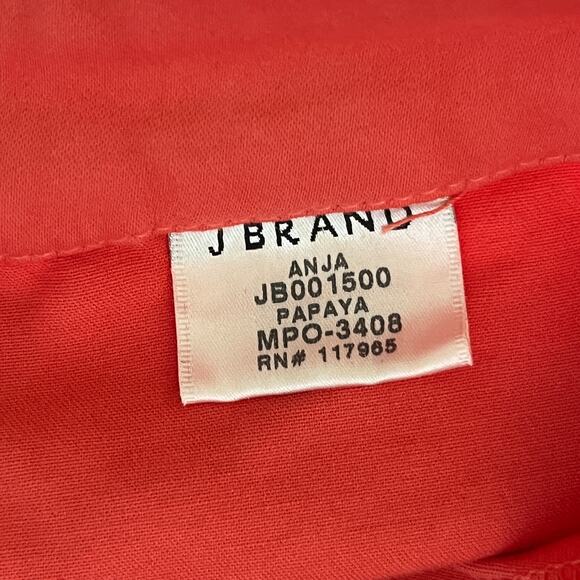 J BRAND
ANJA
JB001500
PAPAYA
MPO-3408
RN# 117965